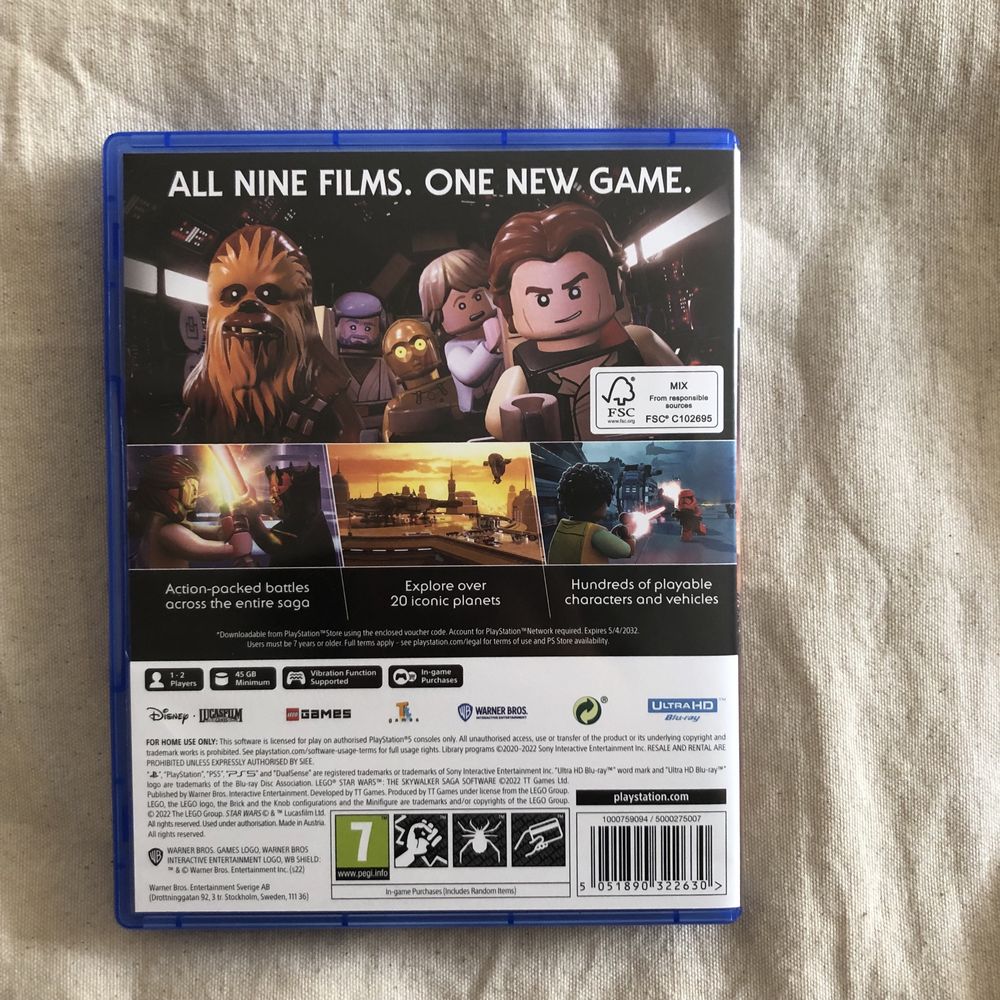 ALL NINE FILMS. ONE NEW GAME.
FSC
www.fsc.org
MIX
From responsible
sources
FSC® C102695
Action-packed battles
across the entire saga
Explore over
20 iconic planets
Hundreds of playable
characters and vehicles
*Downloadable from PlayStation™Store using the enclosed voucher code. Account for PlayStation™Network required. Expires 5/4/2032.
Users must be 7 years or older. Full terms apply - see playstation.com/legal for terms of use and PS Store availability.
1 - 2
Players
45 GB
Minimum
Vibration Function
Supported
In-game
Purchases
Disney · LUCASFILM
LEGO GAMES
TT games
WB WARNER BROS.
INTERACTIVE ENTERTAINMENT
ULTRA HD™
Blu-ray
FOR HOME USE ONLY: This software is licensed for play on authorised PlayStation®5 consoles only. All unauthorised access, use or transfer of the product or its underlying copyright and
trademark works is prohibited. See playstation.com/software-usage-terms for full usage rights. Library programs ©2020-2022 Sony Interactive Entertainment Inc. RESALE AND RENTAL ARE
PROHIBITED UNLESS EXPRESSLY AUTHORISED BY SIEE.
"PlayStation", "PS5", "PS5" and "DualSense" are registered trademarks or trademarks of Sony Interactive Entertainment Inc. "Ultra HD Blu-ray™" word mark and "Ultra HD Blu-ray™"
logo are trademarks of the Blu-ray Disc Association. LEGO® STAR WARS™: THE SKYWALKER SAGA SOFTWARE ©2022 TT Games Ltd.
Published by Warner Bros. Interactive Entertainment. Developed by TT Games. Produced by TT Games under license from the LEGO Group.
LEGO, the LEGO logo, the Brick and the Knob configurations and the Minifigure are trademarks and/or copyrights of the LEGO Group.
© 2022 The LEGO Group. STAR WARS © & ™ Lucasfilm Ltd.
All rights reserved. Used under authorisation. Made in Austria.
All rights reserved.
WB
WARNER BROS. GAMES LOGO, WARNER BROS
INTERACTIVE ENTERTAINMENT LOGO, WB SHIELD:
™ & © Warner Bros. Entertainment Inc. (s22)
Warner Bros. Entertainment Sverige AB
(Drottninggatan 92, 3 tr. Stockholm, Sweden, 111 36)
7
www.pegi.info
In-game Purchases (Includes Random Items)
playstation.com
1000759094 / 5000275007
5 051890 322630 >